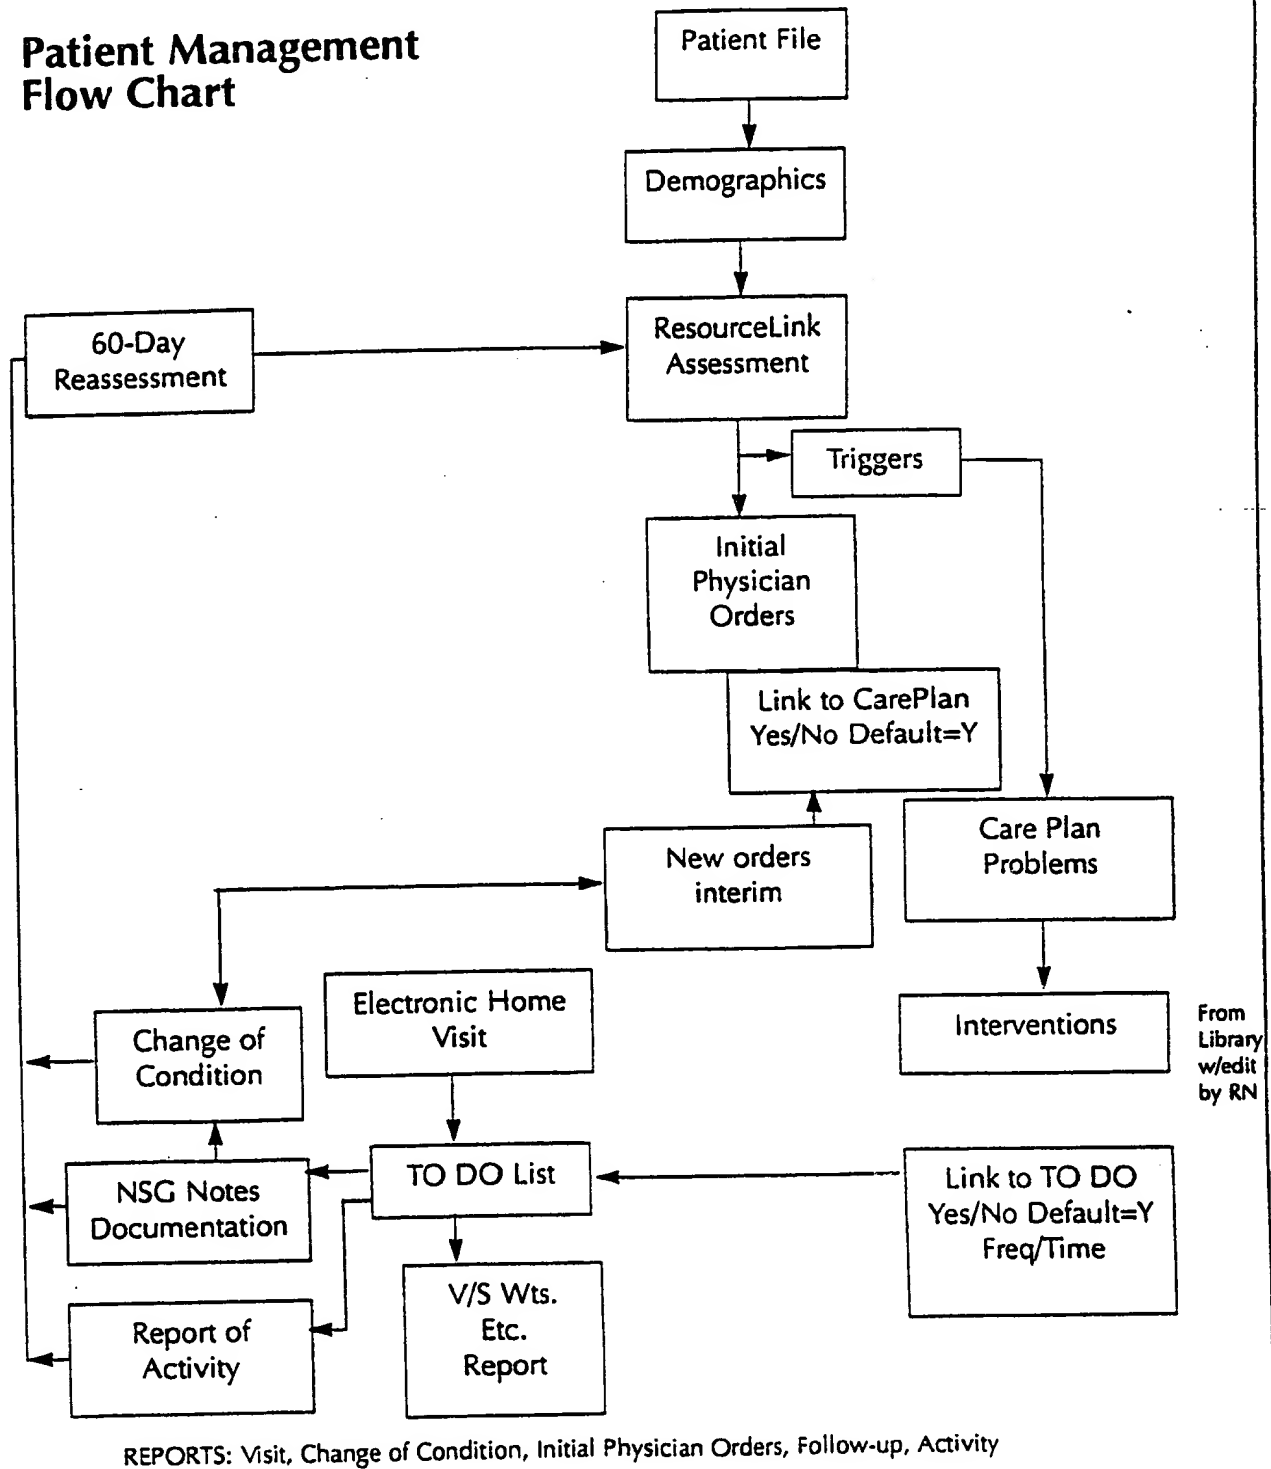 Patient Management
Flow Chart
Patient File
Demographics
60-Day
Reassessment
ResourceLink
Assessment
Triggers
Initial
Physician
Orders
Link to CarePlan
Yes/No Default=Y
Care Plan
Problems
New orders
interim
Electronic Home
Visit
Change of
Condition
Interventions
From
Library
w/edit
by RN
TO DO List
NSG Notes
Documentation
Link to TO DO
Yes/No Default=Y
Freq/Time
V/S Wts.
Etc.
Report
Report of
Activity
REPORTS: Visit, Change of Condition, Initial Physician Orders, Follow-up, Activity